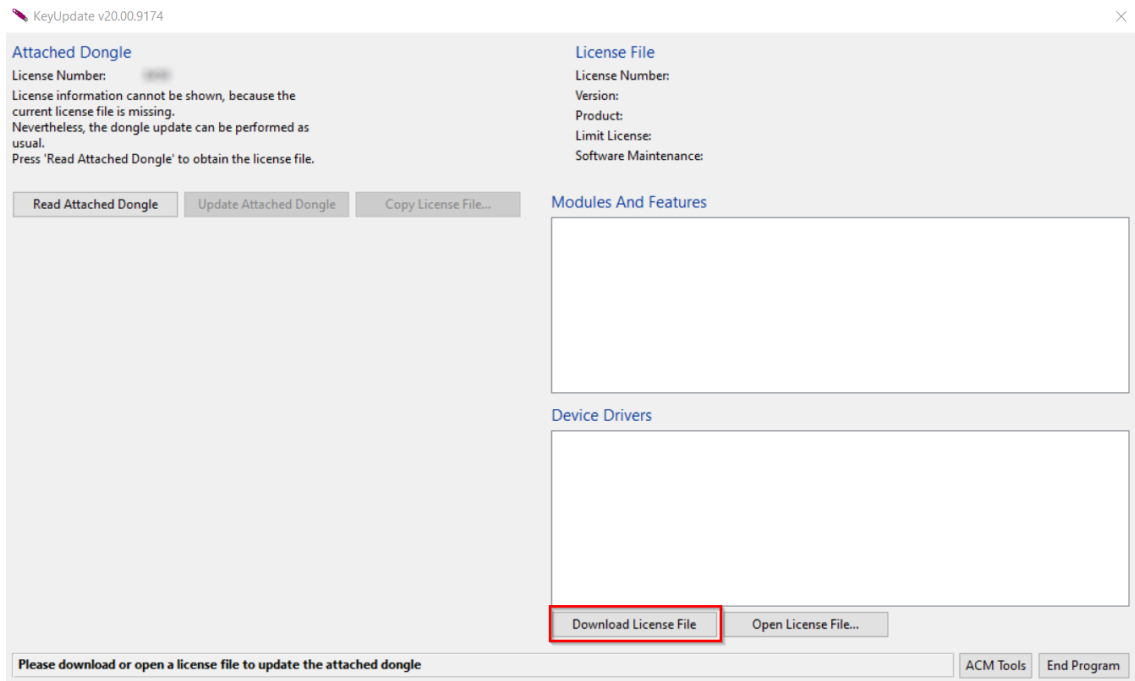 KeyUpdate v20.00.9174
Attached Dongle
License Number:
License information cannot be shown, because the
current license file is missing.
Nevertheless, the dongle update can be performed as
usual.
Press 'Read Attached Dongle' to obtain the license file.
Read Attached Dongle
Update Attached Dongle
Copy License File...
License File
License Number:
Version:
Product:
Limit License:
Software Maintenance:
Modules And Features
Device Drivers
Download License File
Open License File...
Please download or open a license file to update the attached dongle
ACM Tools
End Program